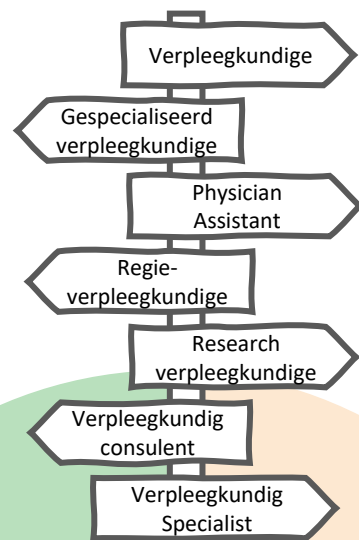 Verpleegkundige
Gespecialiseerd
verpleegkundige
Physician
Assistant
Regie-
verpleegkundige
Research
verpleegkundige
Verpleegkundig
consulent
Verpleegkundig
Specialist